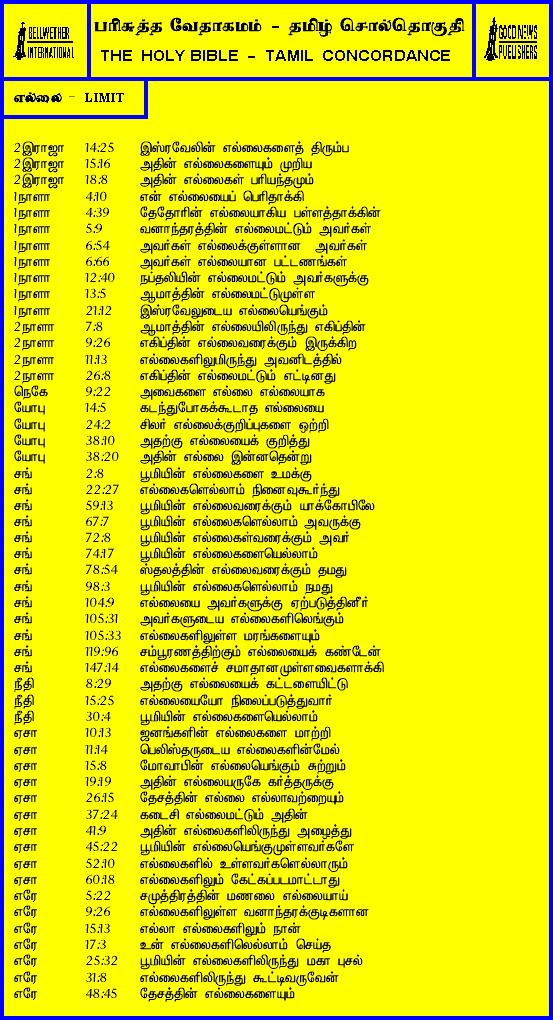 BELLWETHER INTERNATIONAL
பரிசுத்த வேதாகமம் - தமிழ் சொல்தொகுதி
THE HOLY BIBLE - TAMIL CONCORDANCE
GOOD NEWS PUBLISHERS
எல்லை - LIMIT
2இராஜா 14:25 இஸ்ரவேலின் எல்லைகளைத் திரும்ப
2இராஜா 15:16 அதின் எல்லைகளையும் முறிய
2இராஜா 18:8 அதின் எல்லைகள் பரியந்தமும்
1நாளா 4:10 என் எல்லையைப் பெரிதாக்கி
1நாளா 4:39 தேதோரின் எல்லையாகிய பள்ளத்தாக்கின்
1நாளா 5:9 வனாந்தரத்தின் எல்லைமட்டும் அவர்கள்
1நாளா 6:54 அவர்கள் எல்லைக்குள்ளான அவர்கள்
1நாளா 6:66 அவர்கள் எல்லையான பட்டணங்கள்
1நாளா 12:40 நப்தலியின் எல்லைமட்டும் அவர்களுக்கு
1நாளா 13:5 ஆமாத்தின் எல்லைமட்டுமுள்ள
1நாளா 21:12 இஸ்ரவேலுடைய எல்லையெங்கும்
2நாளா 7:8 ஆமாத்தின் எல்லையிலிருந்து எகிப்தின்
2நாளா 9:26 எகிப்தின் எல்லைவரைக்கும் இருக்கிற
2நாளா 11:13 எல்லைகளிலுமிருந்து அவனிடத்தில்
2நாளா 26:8 எகிப்தின் எல்லைமட்டும் எட்டினது
நெகே 9:22 அவைகளை எல்லை எல்லையாக
யோபு 14:5 கடந்துபோகக்கூடாத எல்லையை
யோபு 24:2 சிலர் எல்லைக்குறிப்புகளை ஒற்றி
யோபு 38:10 அதற்கு எல்லையைக் குறித்து
யோபு 38:20 அதின் எல்லை இன்னதென்று
சங் 2:8 பூமியின் எல்லைகளை உமக்கு
சங் 22:27 எல்லைகளெல்லாம் நினைவுகூர்ந்து
சங் 59:13 பூமியின் எல்லைவரைக்கும் யாக்கோபிலே
சங் 67:7 பூமியின் எல்லைகளெல்லாம் அவருக்கு
சங் 72:8 பூமியின் எல்லைகள்வரைக்கும் அவர்
சங் 74:17 பூமியின் எல்லைகளையெல்லாம்
சங் 78:54 ஸ்தலத்தின் எல்லைவரைக்கும் தமது
சங் 98:3 பூமியின் எல்லைகளெல்லாம் நமது
சங் 104:9 எல்லையை அவர்களுக்கு ஏற்படுத்தினீர்
சங் 105:31 அவர்களுடைய எல்லைகளிலெங்கும்
சங் 105:33 எல்லைகளிலுள்ள மரங்களையும்
சங் 119:96 சம்பூரணத்திற்கும் எல்லையைக் கண்டேன்
சங் 147:14 எல்லைகளைச் சமாதானமுள்ளவைகளாக்கி
நீதி 8:29 அதற்கு எல்லையைக் கட்டளையிட்டு
நீதி 15:25 எல்லையையோ நிலைப்படுத்துவார்
நீதி 30:4 பூமியின் எல்லைகளையெல்லாம்
ஏசா 10:13 ஜனங்களின் எல்லைகளை மாற்றி
ஏசா 11:14 பெலிஸ்தருடைய எல்லைகளின்மேல்
ஏசா 15:8 மோவாபின் எல்லையெங்கும் சுற்றும்
ஏசா 19:19 அதின் எல்லையருகே கர்த்தருக்கு
ஏசா 26:15 தேசத்தின் எல்லை எல்லாவற்றையும்
ஏசா 37:24 கடைசி எல்லைமட்டும் அதின்
ஏசா 41:9 அதின் எல்லைகளிலிருந்து அழைத்து
ஏசா 45:22 பூமியின் எல்லையெங்குமுள்ளவர்களே
ஏசா 52:10 எல்லைகளில் உள்ளவர்களெல்லாரும்
ஏசா 60:18 எல்லைகளிலும் கேட்கப்படமாட்டாது
எரே 5:22 சமுத்திரத்தின் மணலை எல்லையாய்
எரே 9:26 எல்லைகளிலுள்ள வனாந்தரக்குடிகளான
எரே 15:13 எல்லா எல்லைகளிலும் நான்
எரே 17:3 உன் எல்லைகளிலெல்லாம் செய்த
எரே 25:32 பூமியின் எல்லைகளிலிருந்து மகா புசல்
எரே 31:8 எல்லைகளிலிருந்து கூட்டிவருவேன்
எரே 48:45 தேசத்தின் எல்லைகளையும்